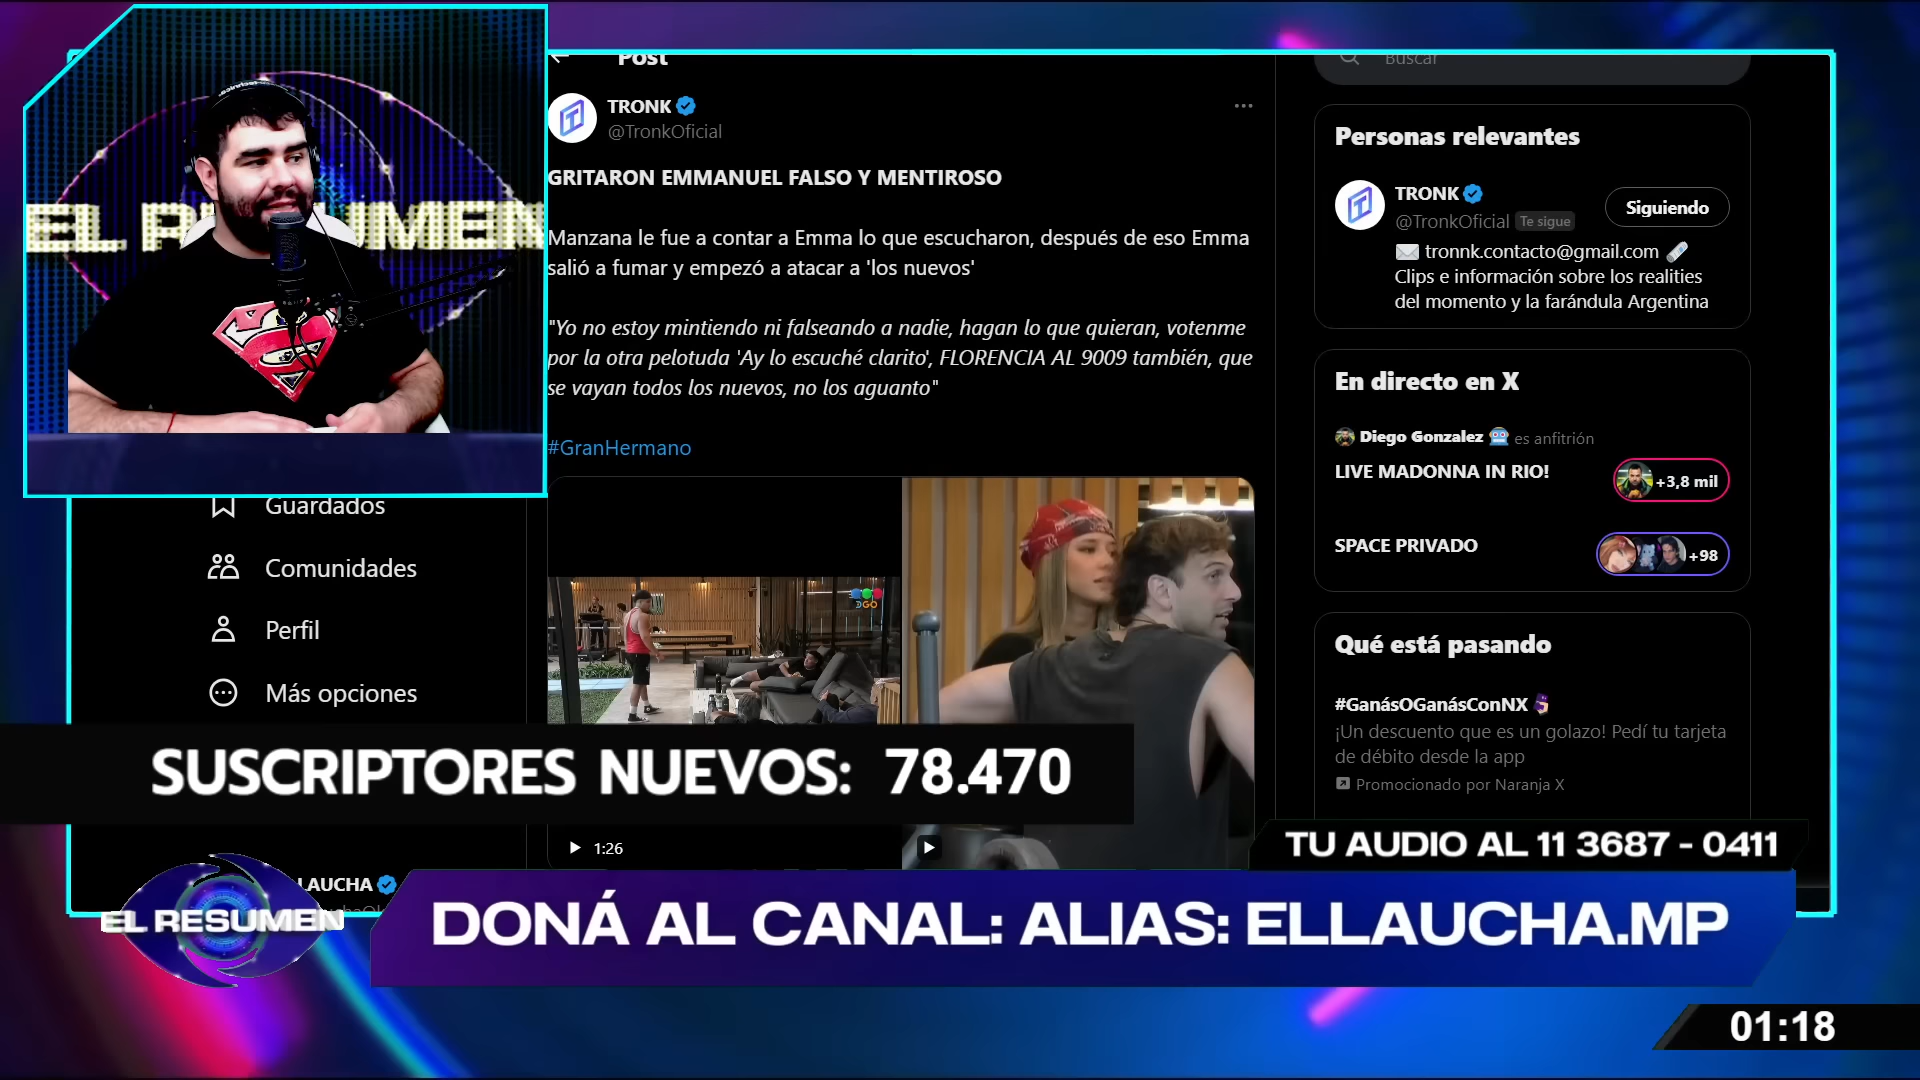 Post
TRONK
@TronkOficial
GRITARON EMMANUEL FALSO Y MENTIROSO
Manzana le fue a contar a Emma lo que escucharon, después de eso Emma
salió a fumar y empezó a atacar a 'los nuevos'
"Yo no estoy mintiendo ni falseando a nadie, hagan lo que quieran, votenme
por la otra pelotuda 'Ay lo escuché clarito', FLORENCIA AL 9009 también, que
se vayan todos los nuevos, no los aguanto"
#GranHermano
DGO
1:26
Guardados
Comunidades
Perfil
Más opciones
LAUCHA
Buscar
Personas relevantes
TRONK
@TronkOficial Te sigue
Siguiendo
tronnk.contacto@gmail.com
Clips e información sobre los realities
del momento y la farándula Argentina
En directo en X
Diego Gonzalez es anfitrión
LIVE MADONNA IN RIO!
+3,8 mil
SPACE PRIVADO
+98
Qué está pasando
#GanásOGanásConNX
¡Un descuento que es un golazo! Pedí tu tarjeta
de débito desde la app
Promocionado por Naranja X
SUSCRIPTORES NUEVOS: 78.470
TU AUDIO AL 11 3687 - 0411
EL RESUMEN
DONÁ AL CANAL: ALIAS: ELLAUCHA.MP
01:18